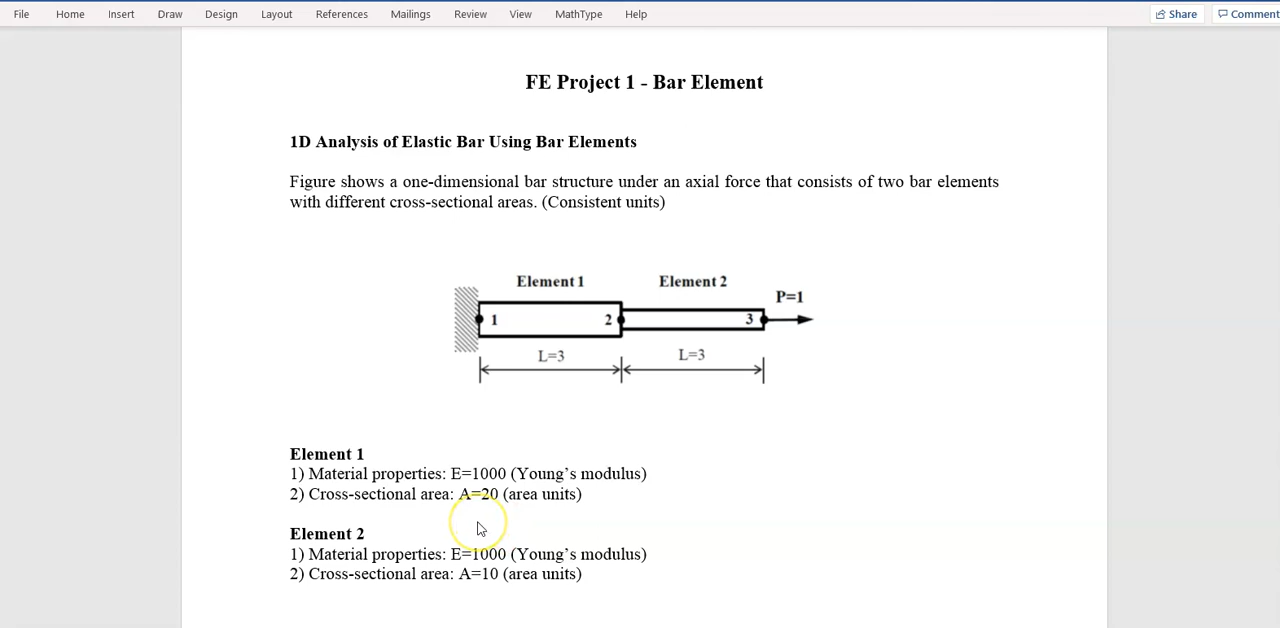 File Home Insert Draw Design Layout References Mailings Review View MathType Help Share Comment
FE Project 1 - Bar Element
1D Analysis of Elastic Bar Using Bar Elements
Figure shows a one-dimensional bar structure under an axial force that consists of two bar elements
with different cross-sectional areas. (Consistent units)
Element 1 Element 2
P=1
1 2 3
L=3 L=3
Element 1
1) Material properties: E=1000 (Young’s modulus)
2) Cross-sectional area: A=20 (area units)
Element 2
1) Material properties: E=1000 (Young’s modulus)
2) Cross-sectional area: A=10 (area units)